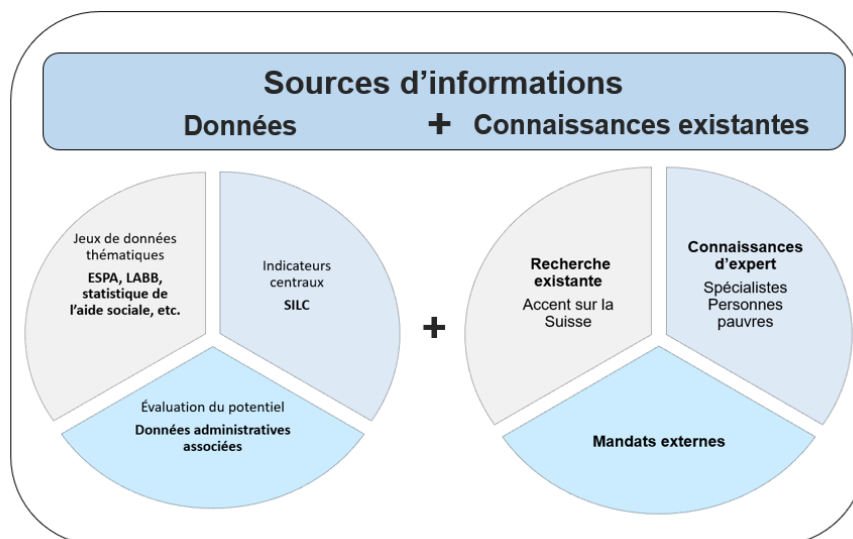 Sources d’informations
Données + Connaissances existantes
Jeux de données
thématiques
ESPA, LABB,
statistique de
l’aide sociale, etc.
Indicateurs
centraux
SILC
Évaluation du potentiel
Données administratives
associées
+
Recherche
existante
Accent sur la
Suisse
Connaissances
d’expert
Spécialistes
Personnes
pauvres
Mandats externes